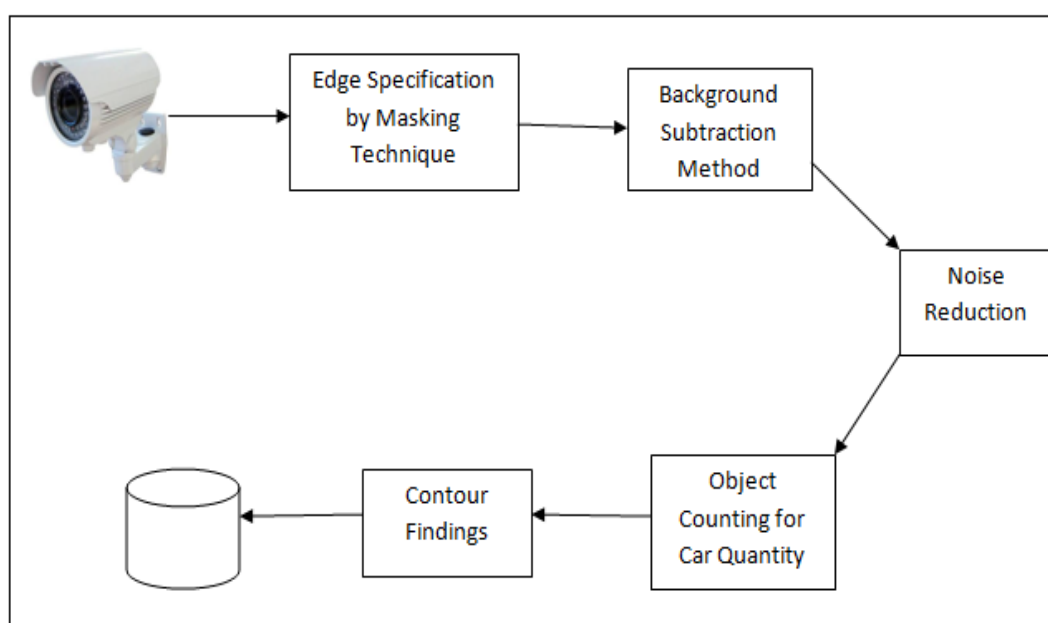 Edge Specification
by Masking
Technique
Background
Subtraction
Method
Noise
Reduction
Object
Counting for
Car Quantity
Contour
Findings